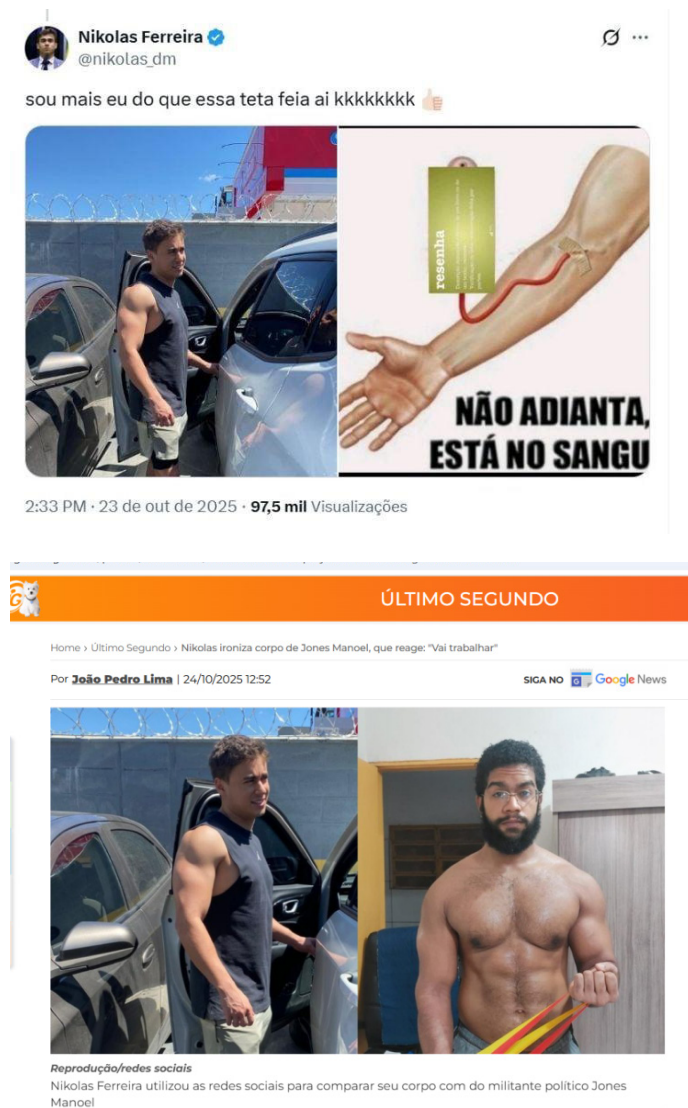 Nikolas Ferreira
@nikolas_dm
sou mais eu do que essa teta feia ai kkkkkkkk 👍🏻
resenha
NÃO ADIANTA,
ESTÁ NO SANGU
2:33 PM · 23 de out de 2025 · 97,5 mil Visualizações
ÚLTIMO SEGUNDO
Home › Último Segundo › Nikolas ironiza corpo de Jones Manoel, que reage: "Vai trabalhar"
Por João Pedro Lima | 24/10/2025 12:52
SIGA NO Google News
Reprodução/redes sociais
Nikolas Ferreira utilizou as redes sociais para comparar seu corpo com do militante político Jones
Manoel